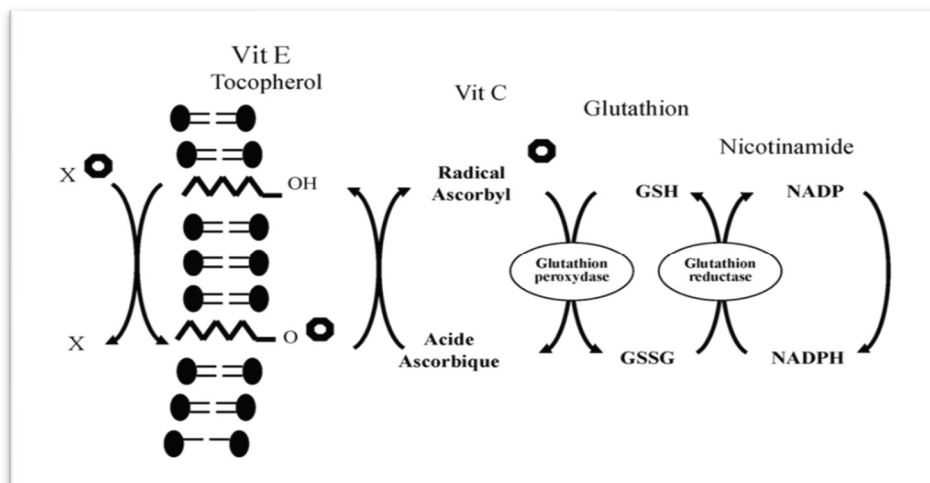 Vit E
Tocopherol
Vit C
Glutathion
Nicotinamide
X
OH
Radical
Ascorbyl
GSH
NADP
Glutathion
peroxydase
Glutathion
reductase
X
O
Acide
Ascorbique
GSSG
NADPH